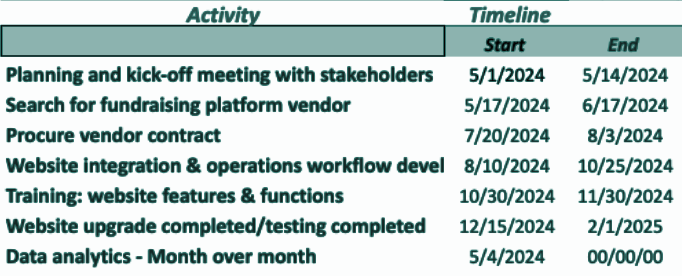 Activity Timeline
Start End
Planning and kick-off meeting with stakeholders 5/1/2024 5/14/2024
Search for fundraising platform vendor 5/17/2024 6/17/2024
Procure vendor contract 7/20/2024 8/3/2024
Website integration & operations workflow devel 8/10/2024 10/25/2024
Training: website features & functions 10/30/2024 11/30/2024
Website upgrade completed/testing completed 12/15/2024 2/1/2025
Data analytics - Month over month 5/4/2024 00/00/00